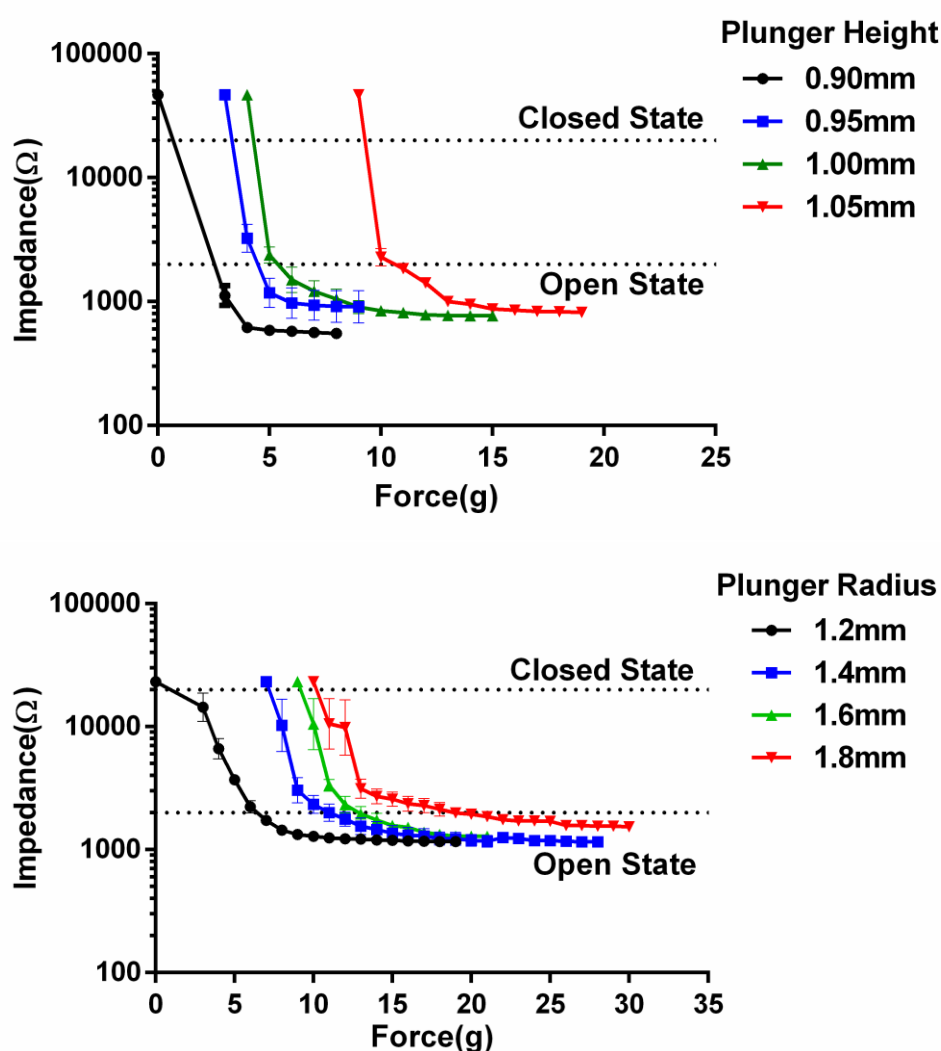 Plunger Height
0.90mm
0.95mm
1.00mm
1.05mm
100000
10000
1000
100
Impedance(Ω)
Closed State
Open State
0 5 10 15 20 25
Force(g)
Plunger Radius
1.2mm
1.4mm
1.6mm
1.8mm
100000
10000
1000
100
Impedance(Ω)
Closed State
Open State
0 5 10 15 20 25 30 35
Force(g)